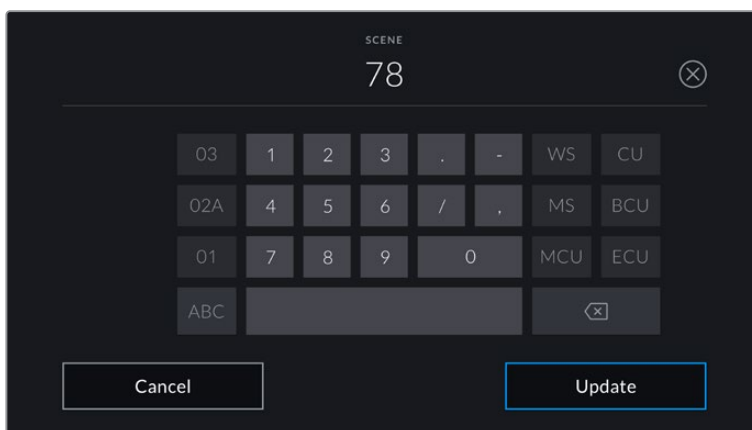 SCENE
78
03 1 2 3 . - WS CU
02A 4 5 6 / , MS BCU
01 7 8 9 0 MCU ECU
ABC
Cancel Update